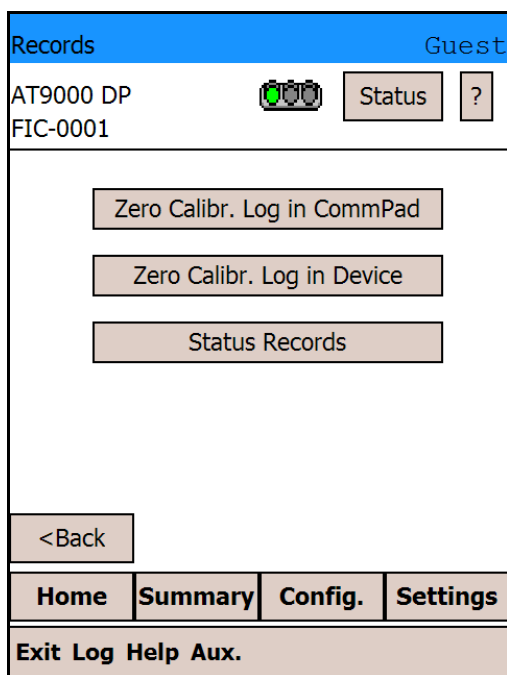 Records Guest
AT9000 DP Status ?
FIC-0001
Zero Calibr. Log in CommPad
Zero Calibr. Log in Device
Status Records
<Back
Home Summary Config. Settings
Exit Log Help Aux.